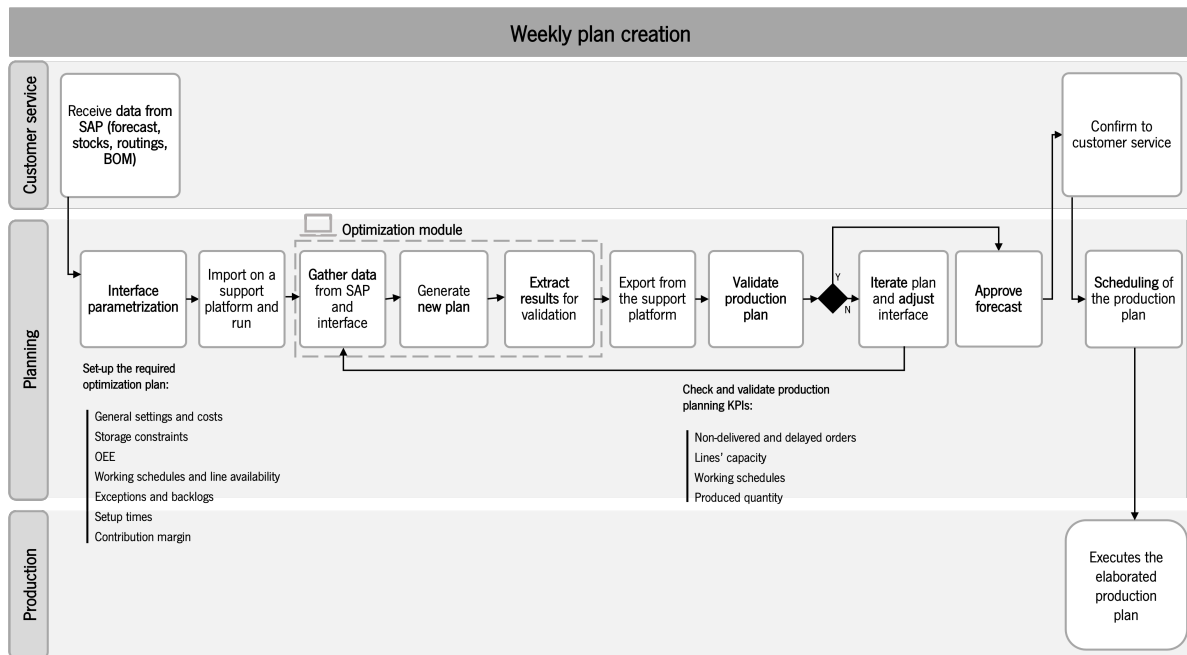 Weekly plan creation
Customer service
Receive data from
SAP (forecast,
stocks, routings,
BOM)
Confirm to
customer service
Planning
Optimization module
Interface
parametrization
Import on a
support
platform and
run
Gather data
from SAP
and
interface
Generate
new plan
Extract
results for
validation
Export from
the support
platform
Validate
production
plan
Y
N
Iterate plan
and adjust
interface
Approve
forecast
Scheduling of
the production
plan
Set-up the required
optimization plan:
General settings and costs
Storage constraints
OEE
Working schedules and line availability
Exceptions and backlogs
Setup times
Contribution margin
Check and validate production
planning KPIs:
Non-delivered and delayed orders
Lines' capacity
Working schedules
Produced quantity
Production
Executes the
elaborated
production
plan